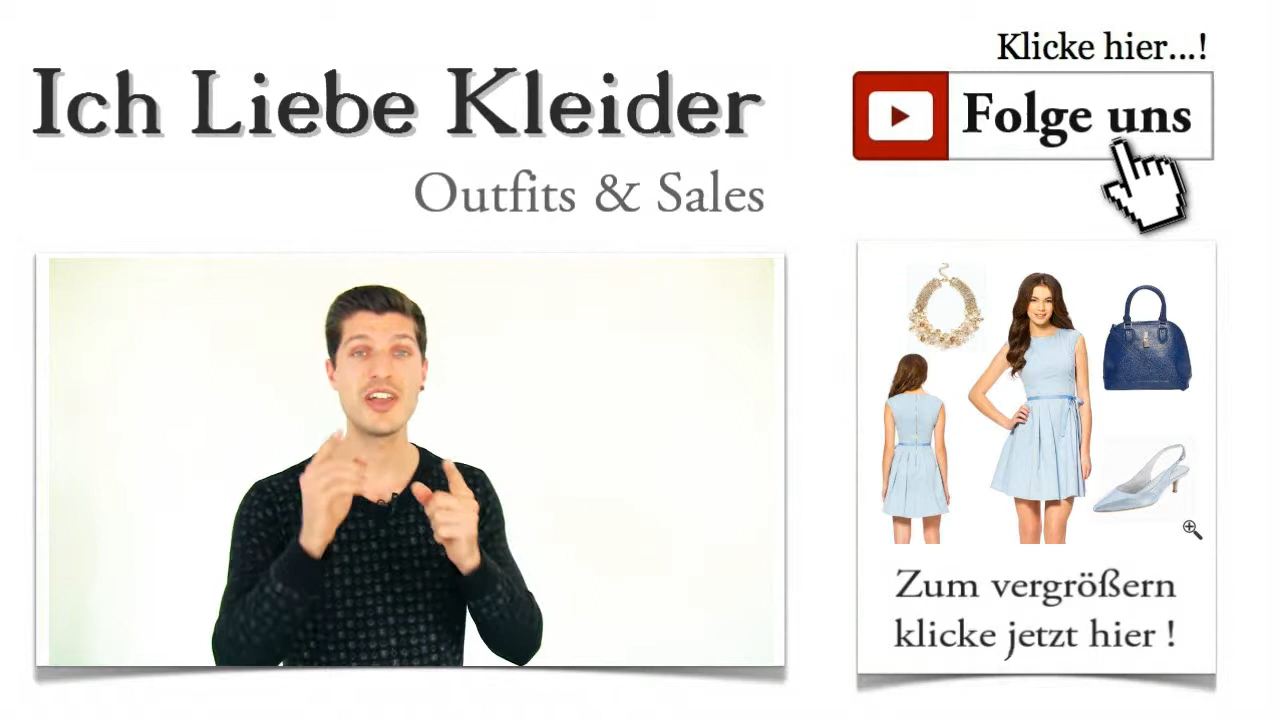 Ich Liebe Kleider
Outfits & Sales
Klicke hier...!
Folge uns
Zum vergrößern
klicke jetzt hier !